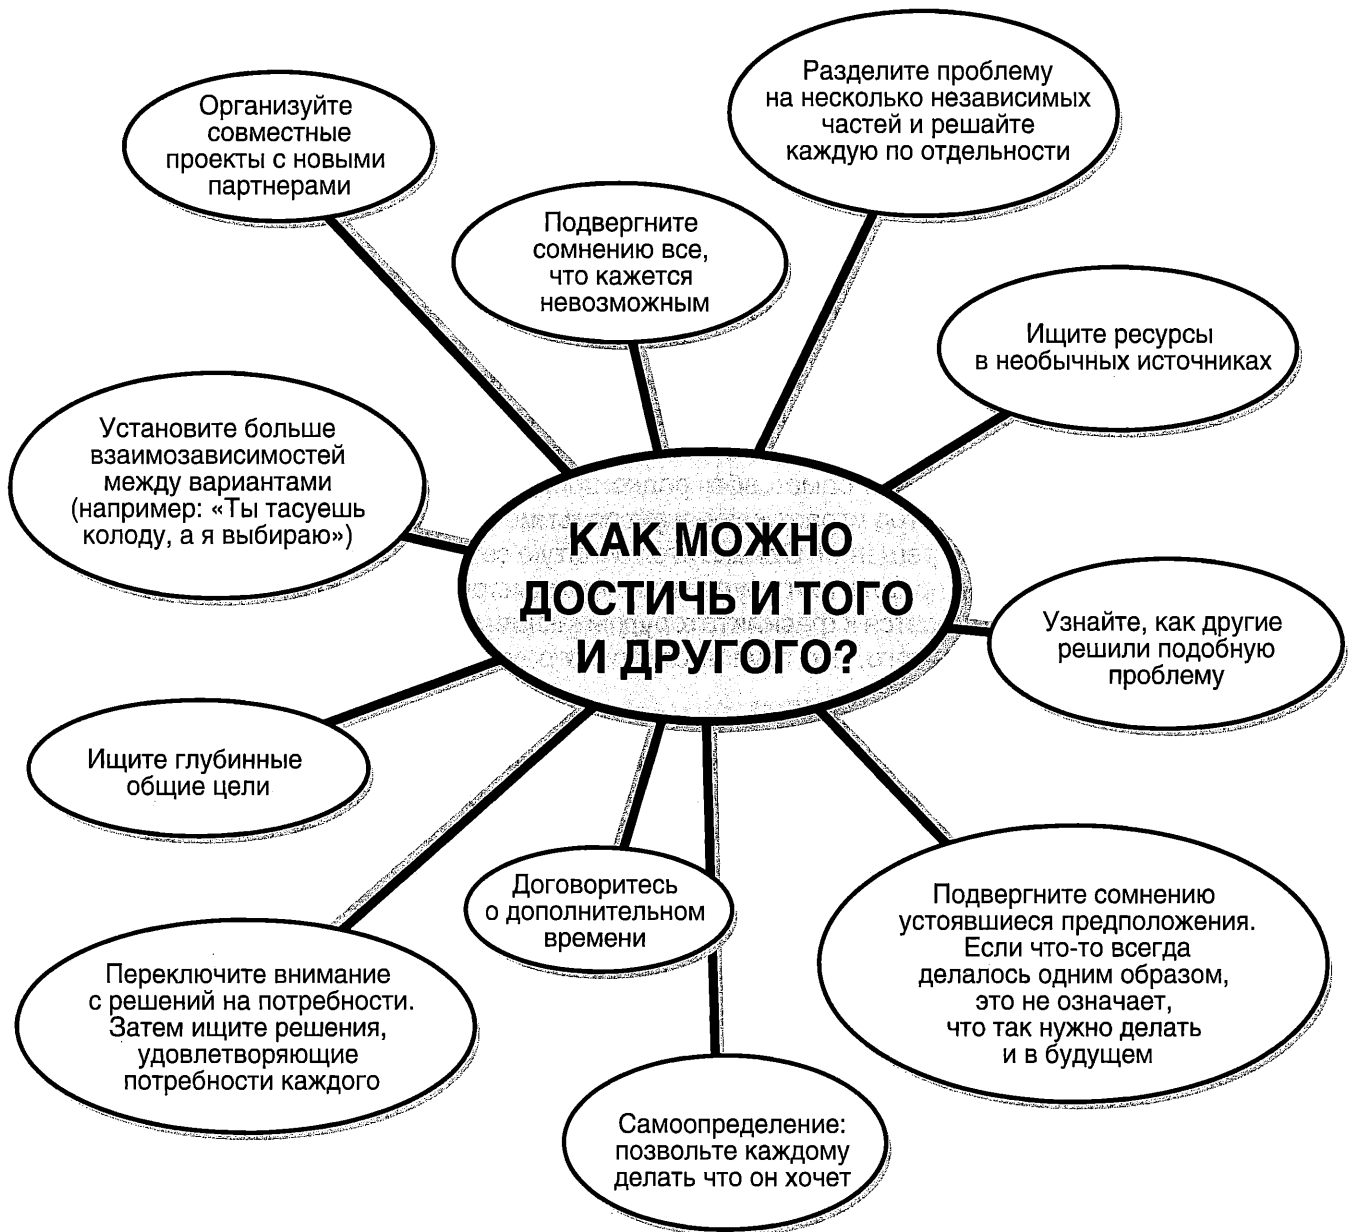 Разделите проблему
на несколько независимых
частей и решайте
каждую по отдельности
Организуйте
совместные
проекты с новыми
партнерами
Подвергните
сомнению все,
что кажется
невозможным
Ищите ресурсы
в необычных источниках
Установите больше
взаимозависимостей
между вариантами
(например: «Ты тасуешь
колоду, а я выбираю»)
КАК МОЖНО
ДОСТИЧЬ И ТОГО
И ДРУГОГО?
Узнайте, как другие
решили подобную
проблему
Ищите глубинные
общие цели
Договоритесь
о дополнительном
времени
Подвергните сомнению
устоявшиеся предположения.
Если что-то всегда
делалось одним образом,
это не означает,
что так нужно делать
и в будущем
Переключите внимание
с решений на потребности.
Затем ищите решения,
удовлетворяющие
потребности каждого
Самоопределение:
позвольте каждому
делать что он хочет